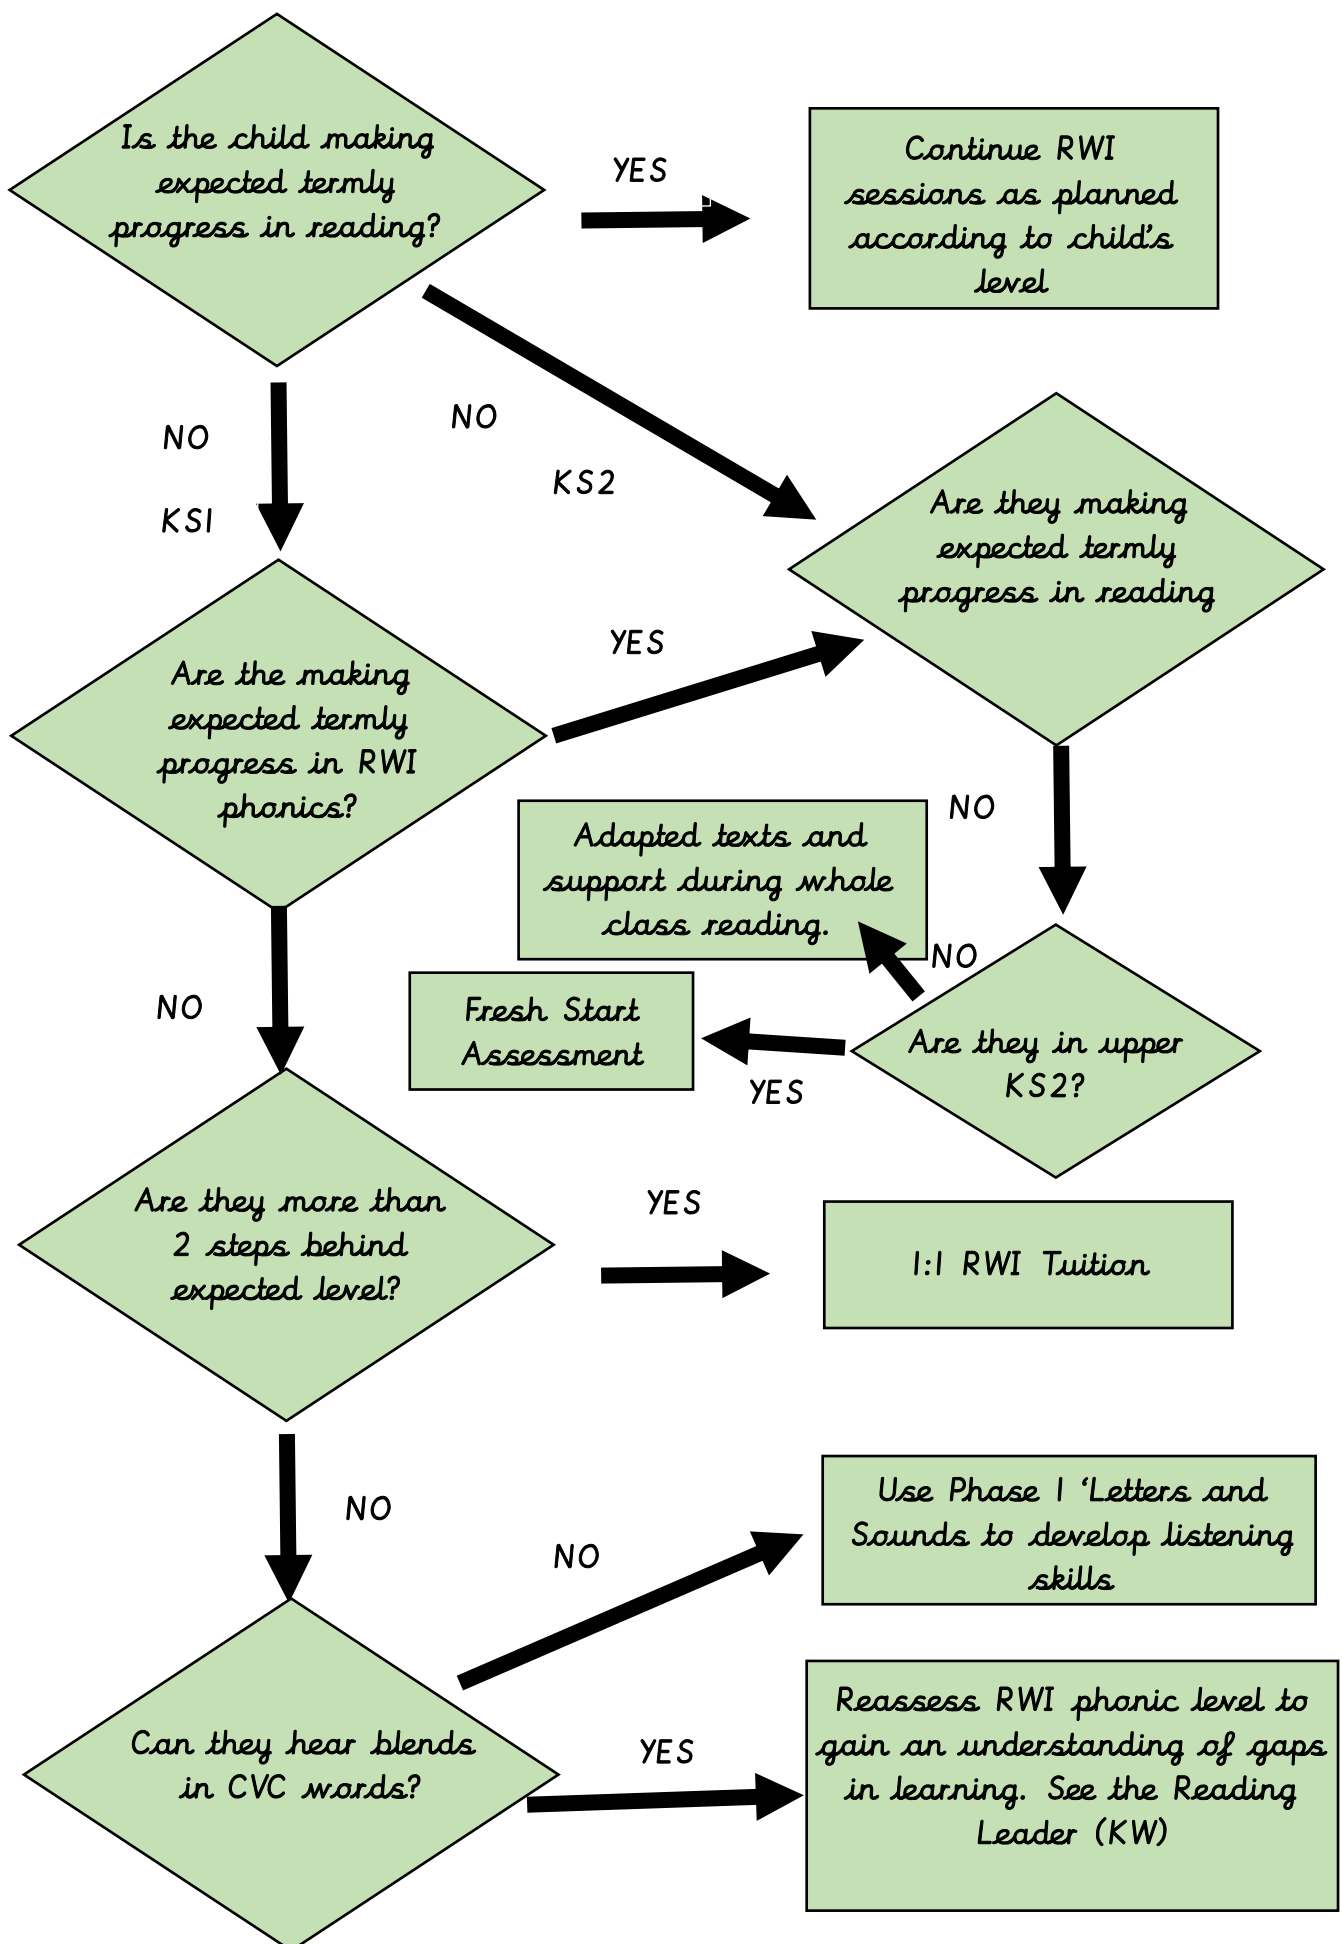 Is the child making
expected termly
progress in reading?
YES
Continue RWI
sessions as planned
according to child's
level
NO
KS2
NO
KS1
Are they making
expected termly
progress in reading
Are the making
expected termly
progress in RWI
phonics?
YES
NO
Adapted texts and
support during whole
class reading.
NO
Fresh Start
Assessment
YES
Are they in upper
KS2?
NO
Are they more than
2 steps behind
expected level?
YES
1:1 RWI Tuition
NO
NO
Use Phase 1 ‘Letters and
Sounds to develop listening
skills
Can they hear blends
in CVC words?
YES
Reassess RWI phonic level to
gain an understanding of gaps
in learning. See the Reading
Leader (KW)